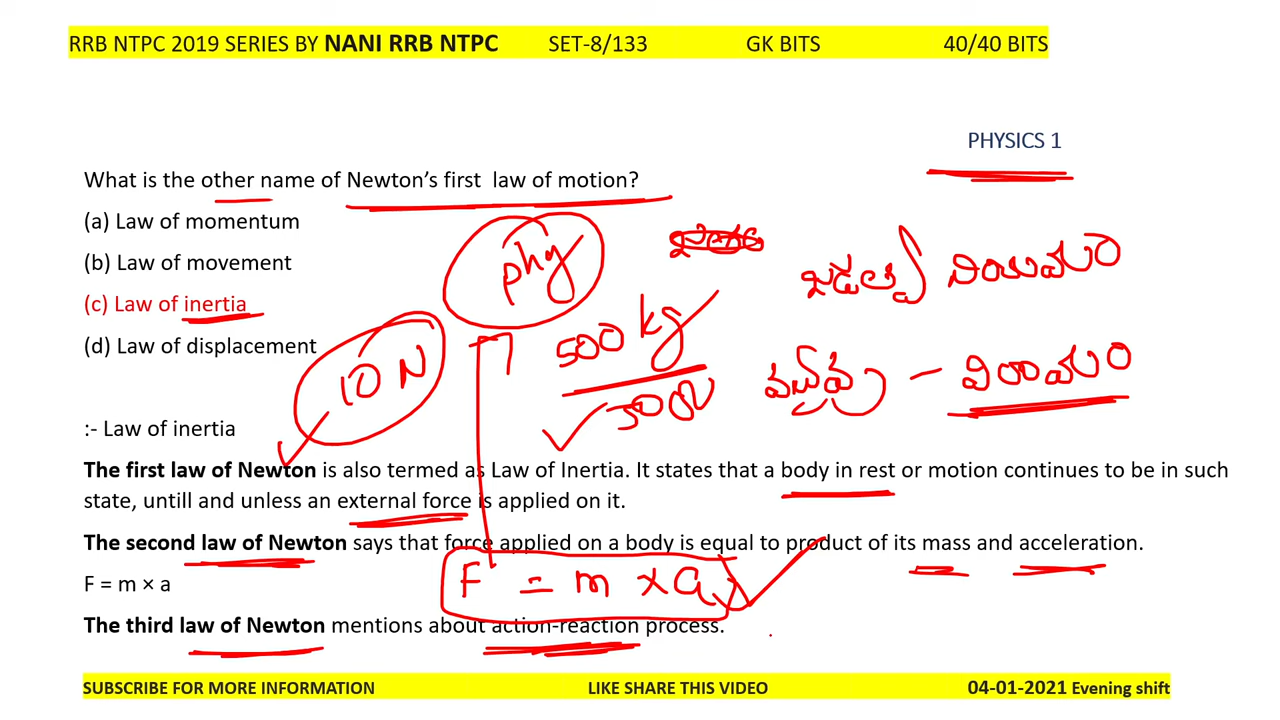 RRB NTPC 2019 SERIES BY NANI RRB NTPC SET-8/133 GK BITS 40/40 BITS
PHYSICS 1
What is the other name of Newton’s first law of motion?
(a) Law of momentum
(b) Law of movement
(c) Law of inertia
(d) Law of displacement
phy
జడత్వ నియమం
500 kg
10 N
వస్తువు – విరామం
:- Law of inertia
The first law of Newton is also termed as Law of Inertia. It states that a body in rest or motion continues to be in such
state, untill and unless an external force is applied on it.
The second law of Newton says that force applied on a body is equal to product of its mass and acceleration.
F = m × a
F = m × a
The third law of Newton mentions about action-reaction process.
SUBSCRIBE FOR MORE INFORMATION LIKE SHARE THIS VIDEO 04-01-2021 Evening shift